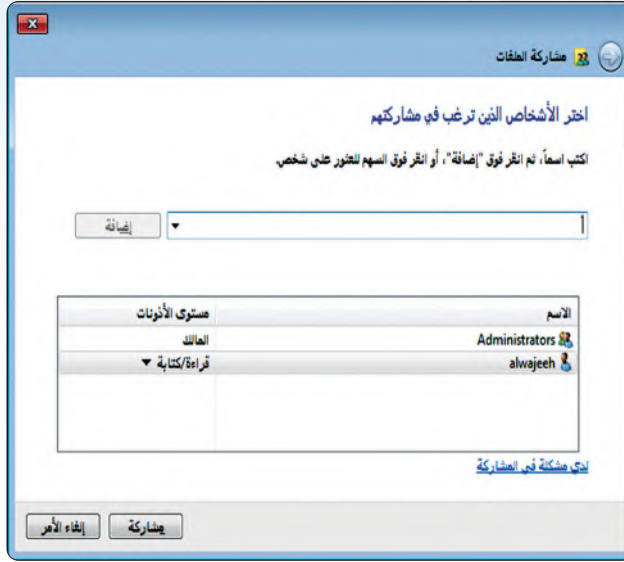 مشاركة الملفات
اختر الأشخاص الذين ترغب في مشاركتهم
اكتب اسماً، ثم انقر فوق "إضافة"، أو انقر فوق السهم للعثور على شخص.
أ
إضافة
الاسم مستوى الأذونات
Administrators المالك
alwajeeh قراءة/كتابة
لدي مشكلة في المشاركة
مشاركة إلغاء الأمر